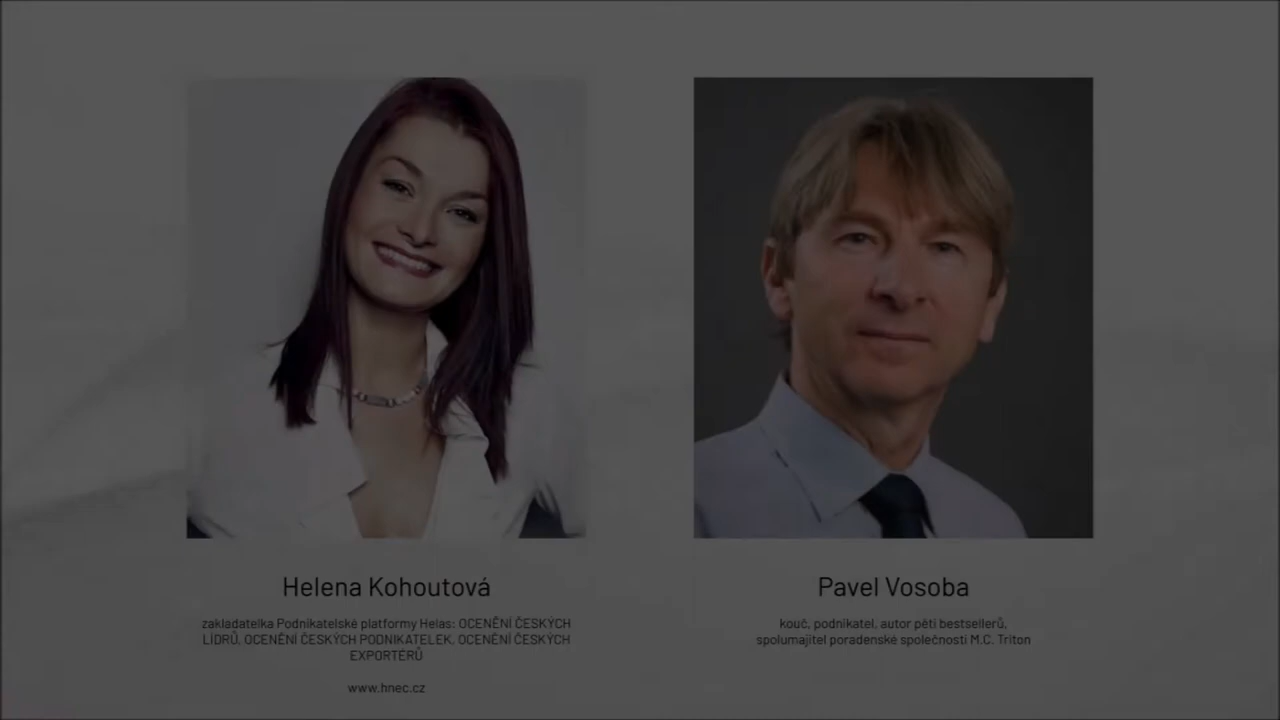 Helena Kohoutová
zakladatelka Podnikatelské platformy Helas: OCENĚNÍ ČESKÝCH
LÍDRŮ, OCENĚNÍ ČESKÝCH PODNIKATELEK, OCENĚNÍ ČESKÝCH
EXPORTÉRŮ
www.hnec.cz
Pavel Vosoba
kouč, podnikatel, autor pěti bestsellerů,
spolumajitel poradenské společnosti M.C. Triton